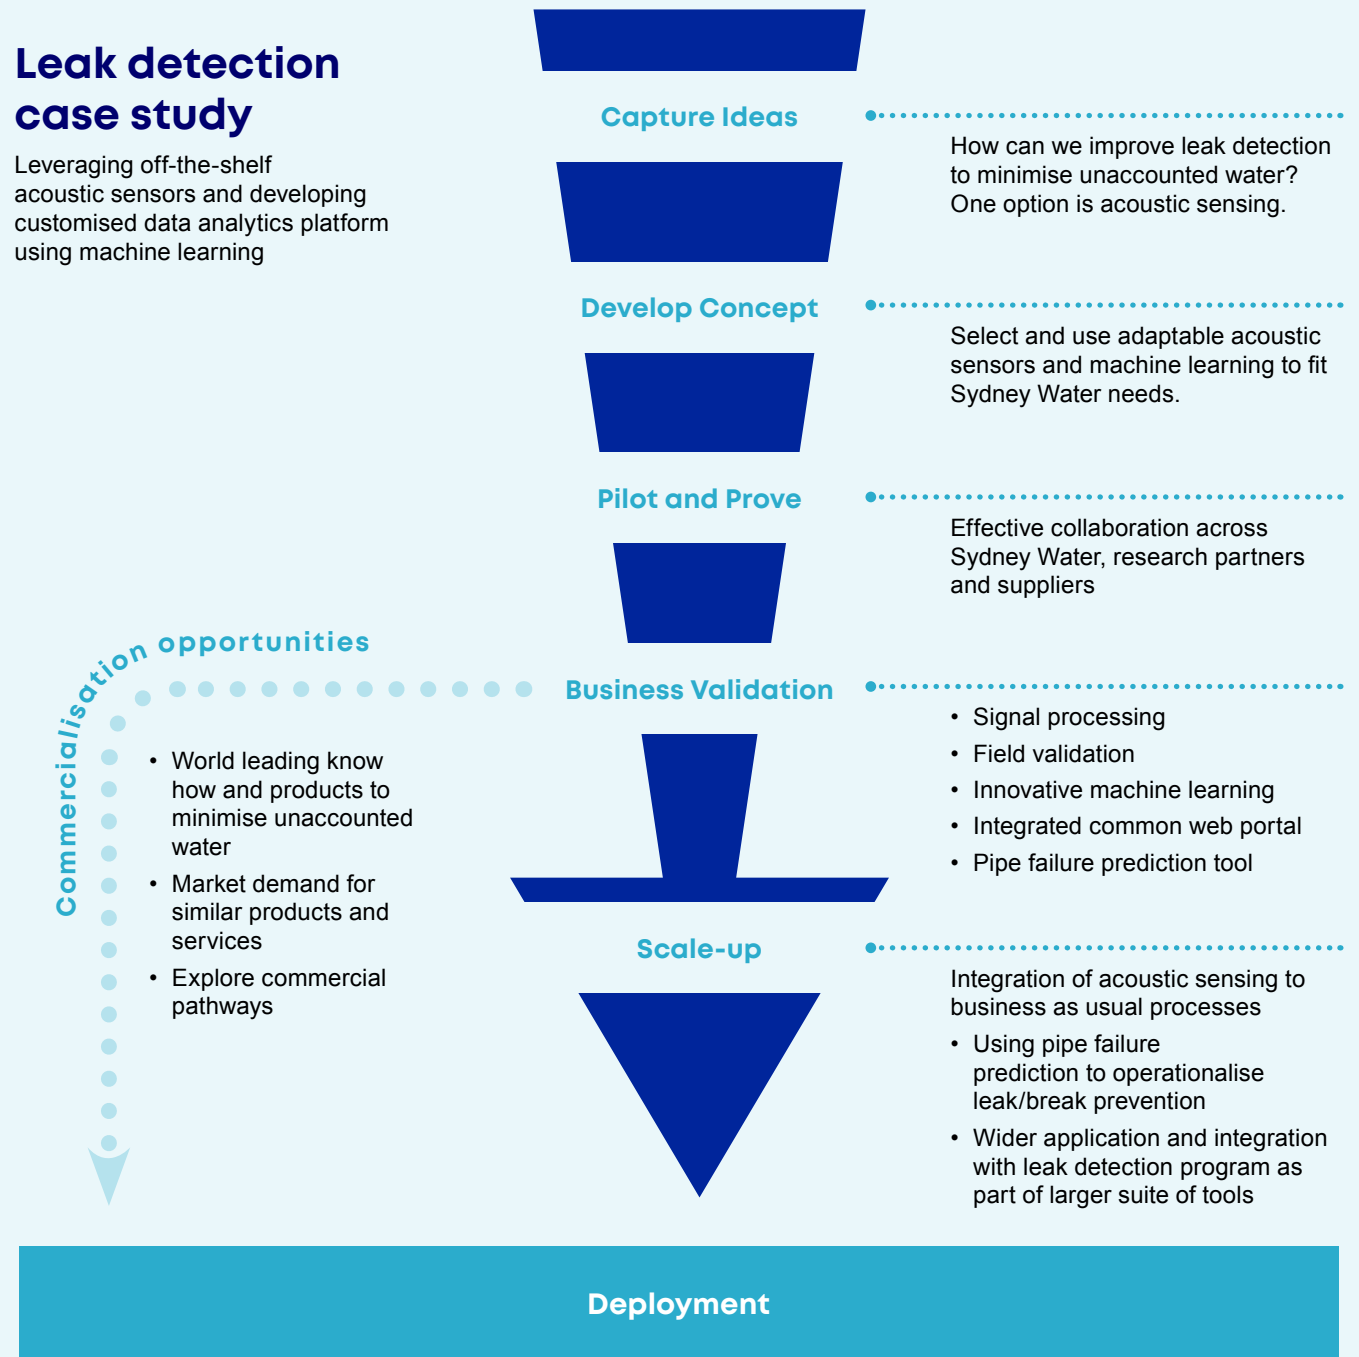 Leak detection
case study
Leveraging off-the-shelf
acoustic sensors and developing
customised data analytics platform
using machine learning
Capture Ideas
How can we improve leak detection
to minimise unaccounted water?
One option is acoustic sensing.
Develop Concept
Select and use adaptable acoustic
sensors and machine learning to fit
Sydney Water needs.
Pilot and Prove
Effective collaboration across
Sydney Water, research partners
and suppliers
Commercialisation opportunities
• World leading know
how and products to
minimise unaccounted
water
• Market demand for
similar products and
services
• Explore commercial
pathways
Business Validation
• Signal processing
• Field validation
• Innovative machine learning
• Integrated common web portal
• Pipe failure prediction tool
Scale-up
Integration of acoustic sensing to
business as usual processes
• Using pipe failure
prediction to operationalise
leak/break prevention
• Wider application and integration
with leak detection program as
part of larger suite of tools
Deployment